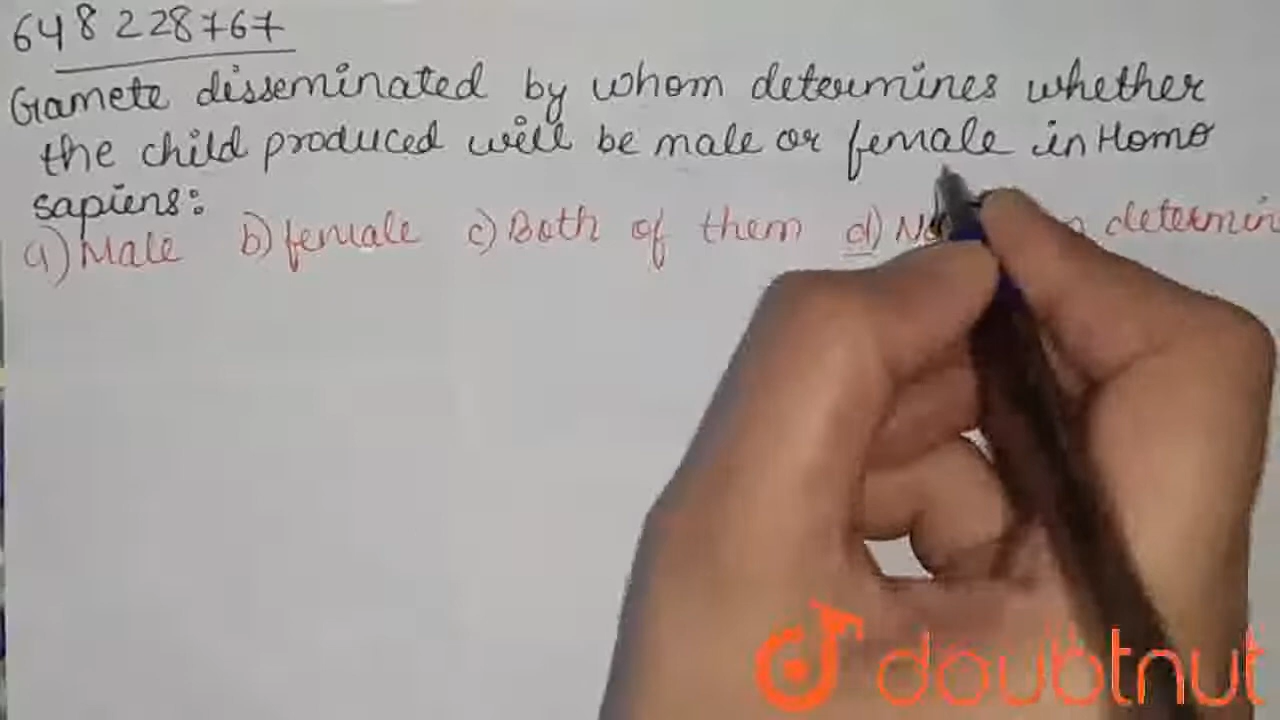 648228767
Gamete disseminated by whom determines whether
the child produced will be male or female in Homo
sapiens:
a) Male b) female c) Both of them d) determin
doubtnut